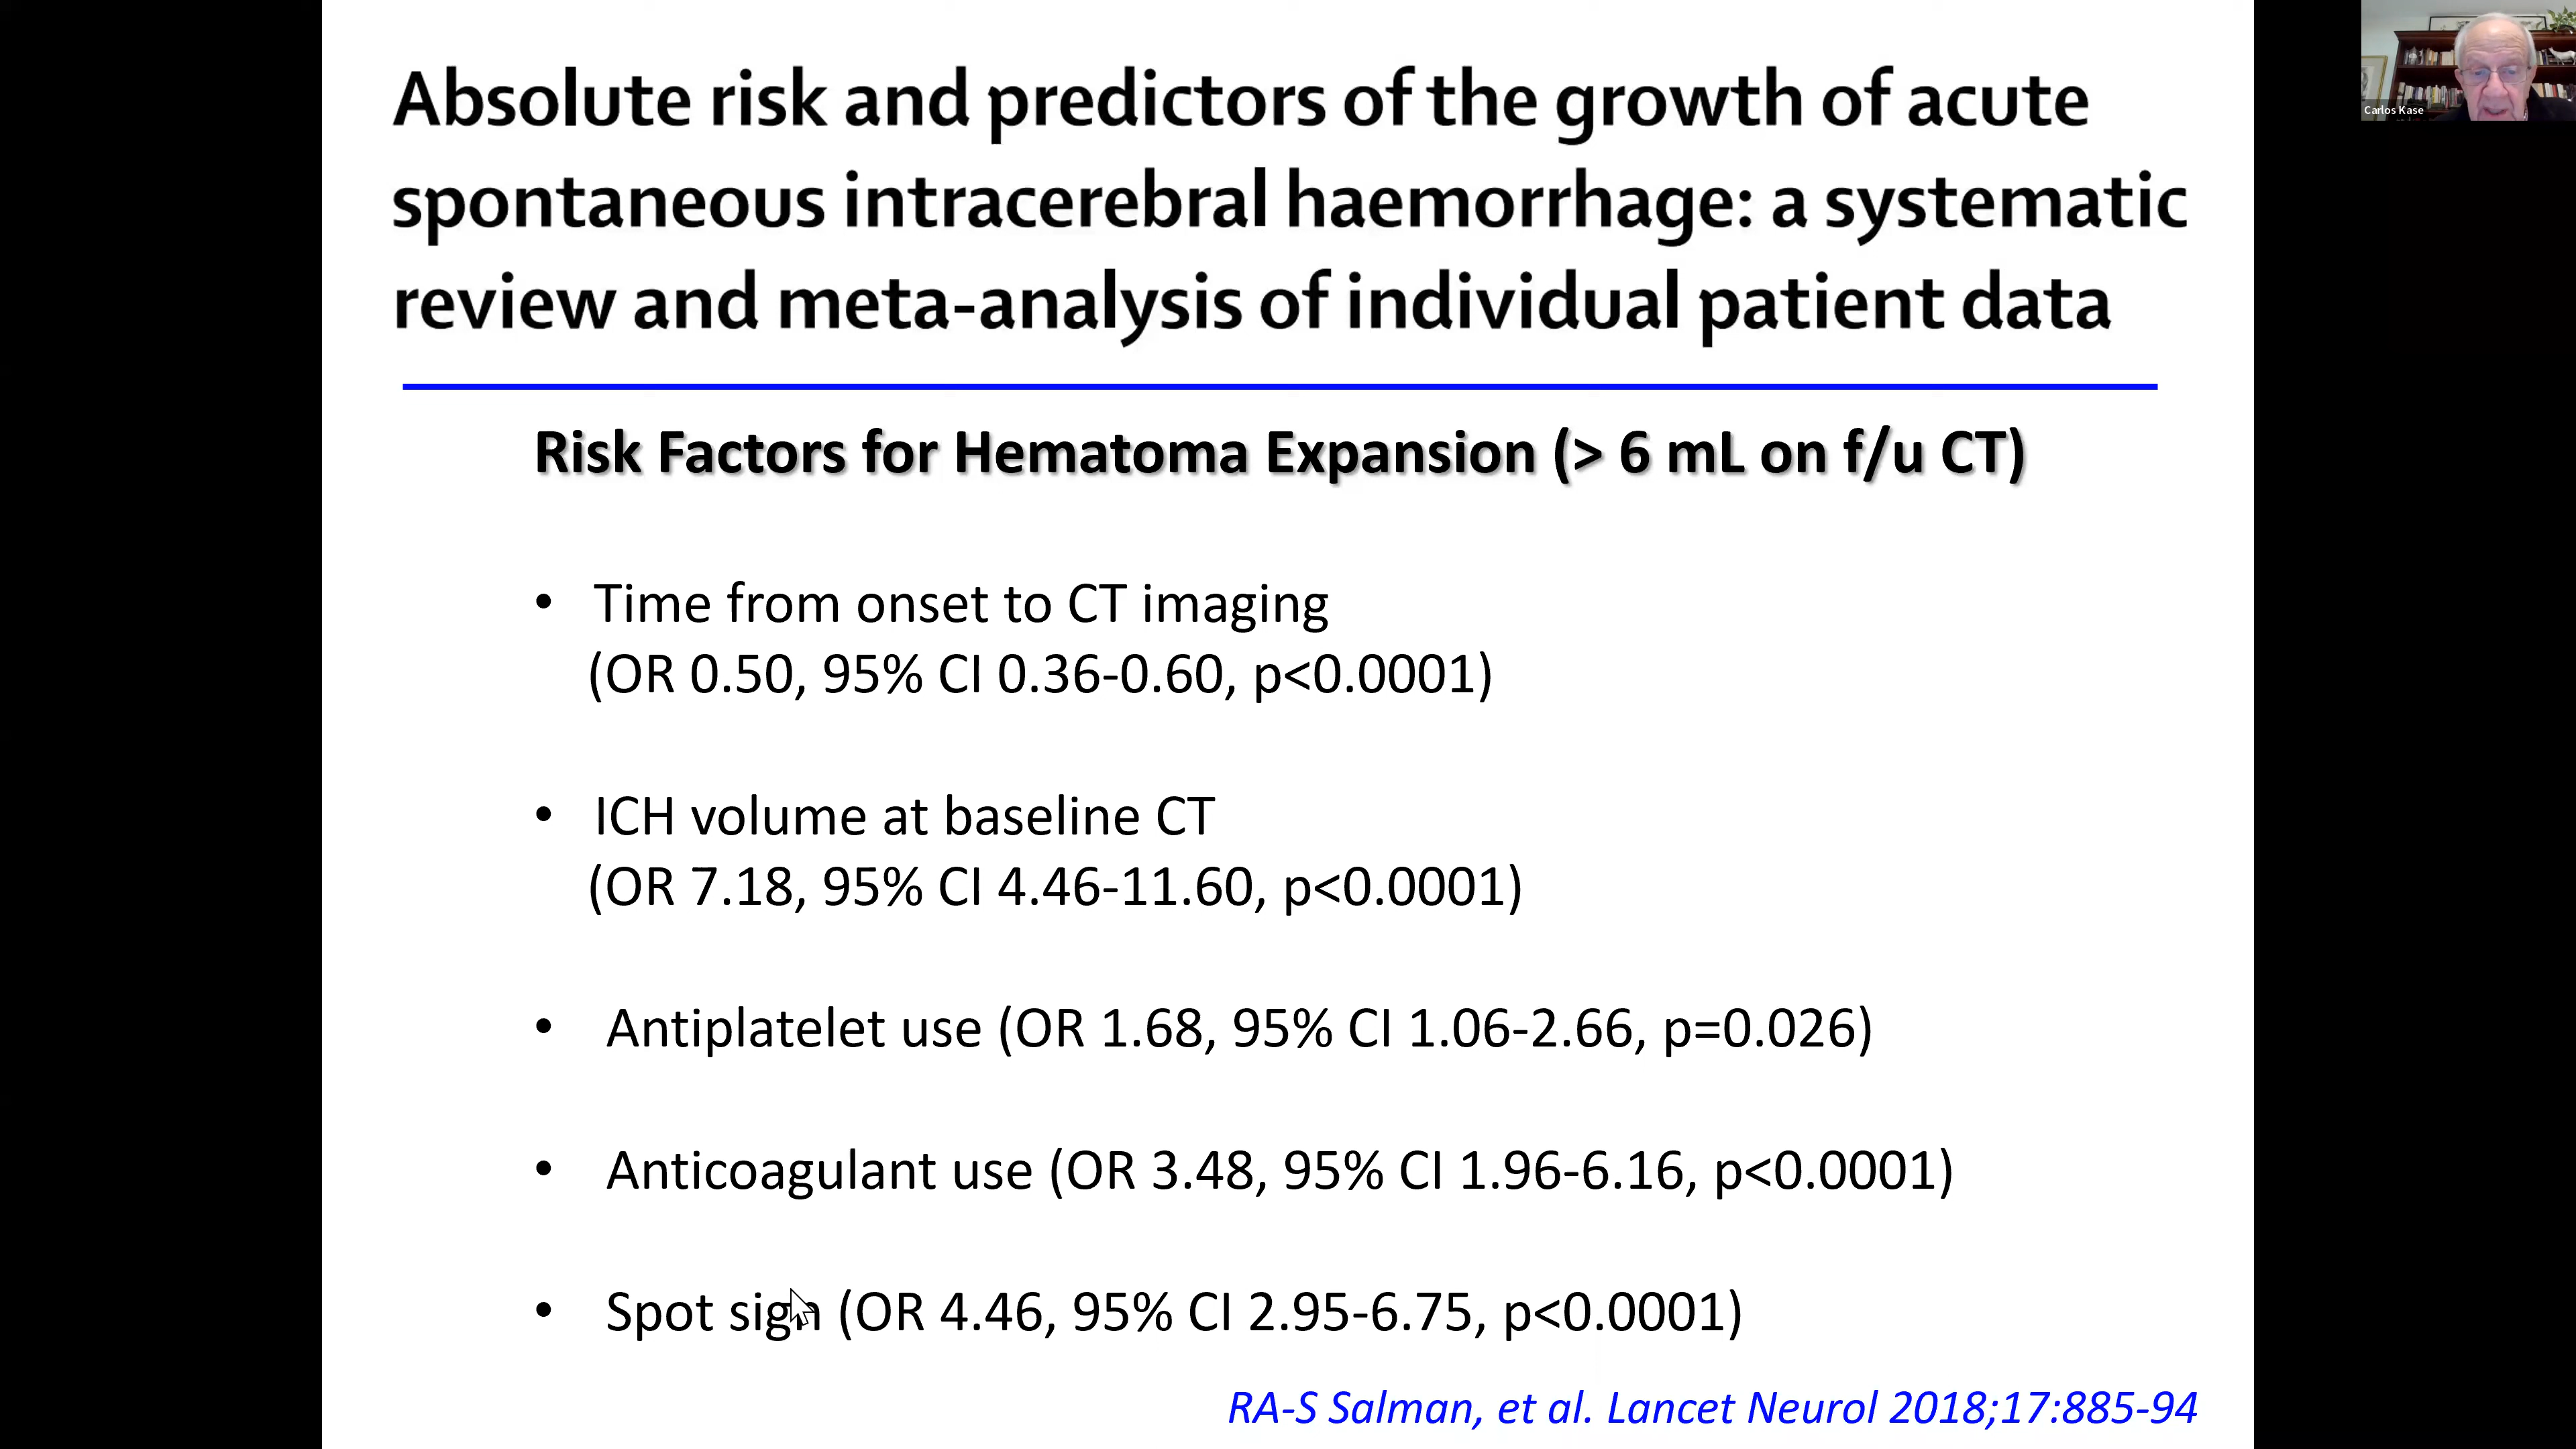 Absolute risk and predictors of the growth of acute
spontaneous intracerebral haemorrhage: a systematic
review and meta-analysis of individual patient data
Carlos Kase
Risk Factors for Hematoma Expansion (> 6 mL on f/u CT)
• Time from onset to CT imaging
(OR 0.50, 95% CI 0.36-0.60, p<0.0001)
• ICH volume at baseline CT
(OR 7.18, 95% CI 4.46-11.60, p<0.0001)
• Antiplatelet use (OR 1.68, 95% CI 1.06-2.66, p=0.026)
• Anticoagulant use (OR 3.48, 95% CI 1.96-6.16, p<0.0001)
• Spot sign (OR 4.46, 95% CI 2.95-6.75, p<0.0001)
RA-S Salman, et al. Lancet Neurol 2018;17:885-94